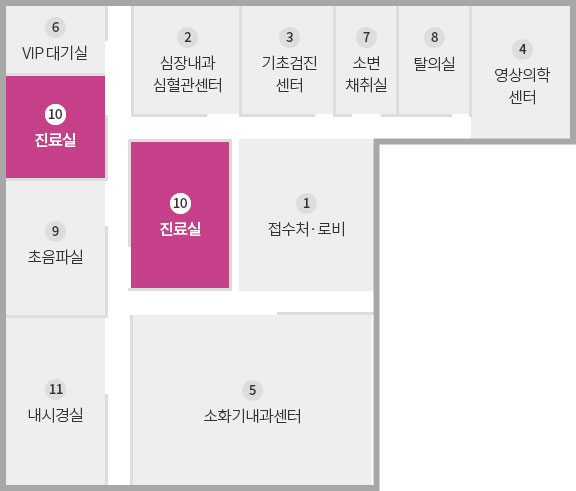 6
VIP 대기실
2
심장내과
심혈관센터
3
기초검진
센터
7
소변
채취실
8
탈의실
4
영상의학
센터
10
진료실
10
진료실
1
접수처·로비
9
초음파실
11
내시경실
5
소화기내과센터